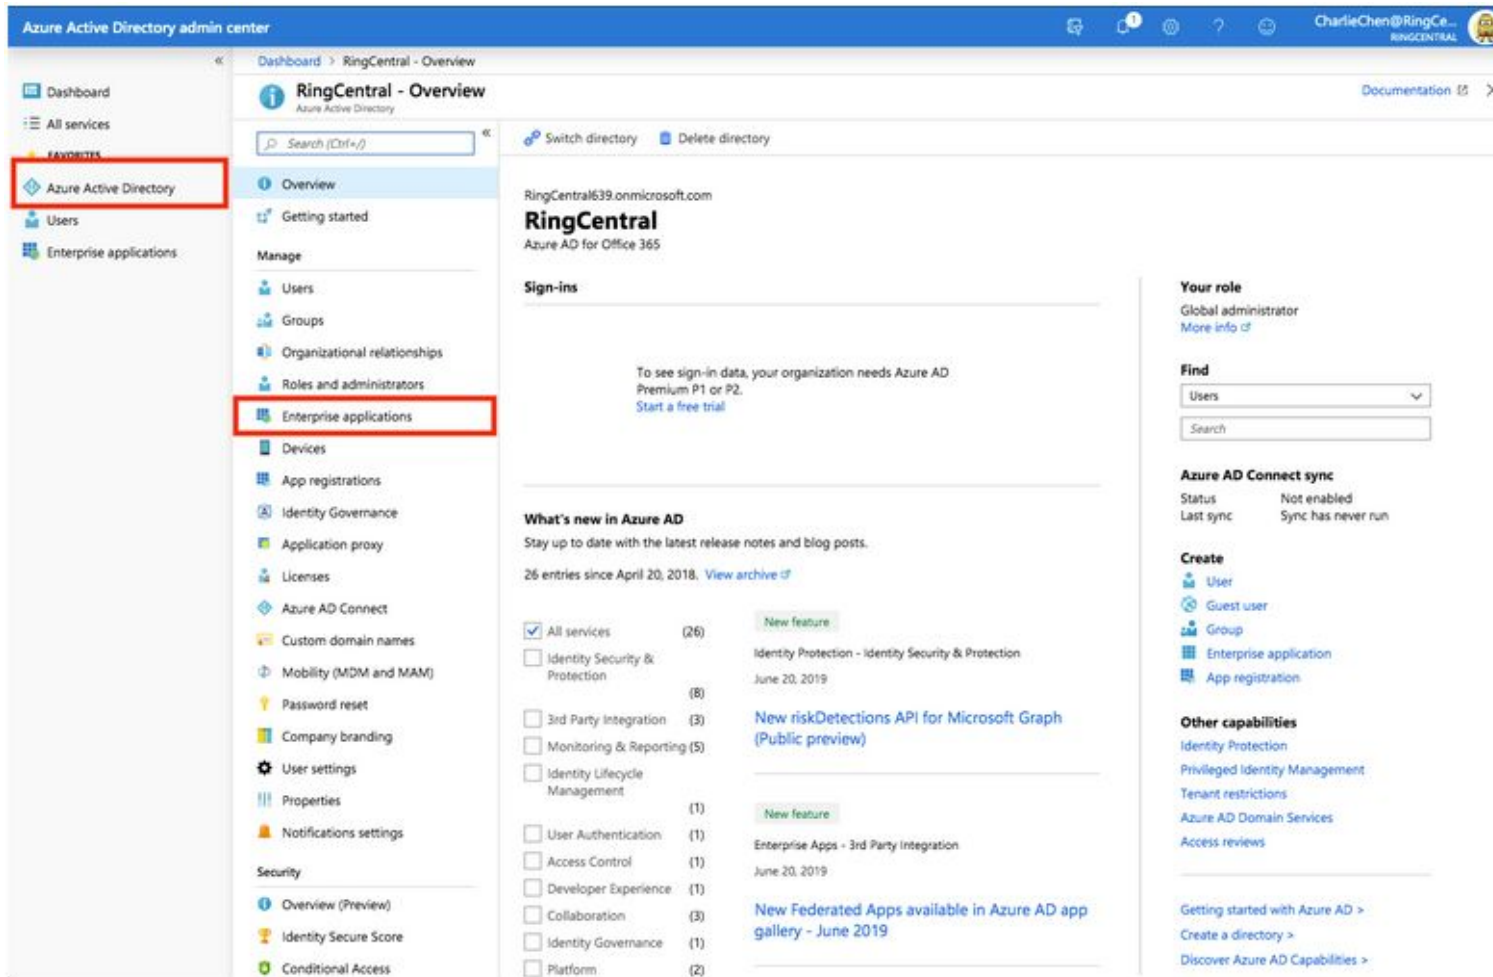 Azure Active Directory admin center
1
CharlieChen@RingCe...
RINGCENTRAL
Dashboard
All services
FAVORITES
Azure Active Directory
Users
Enterprise applications
Dashboard > RingCentral - Overview
RingCentral - Overview
Azure Active Directory
Documentation
Search (Ctrl+/)
Overview
Getting started
Manage
Users
Groups
Organizational relationships
Roles and administrators
Enterprise applications
Devices
App registrations
Identity Governance
Application proxy
Licenses
Azure AD Connect
Custom domain names
Mobility (MDM and MAM)
Password reset
Company branding
User settings
Properties
Notifications settings
Security
Overview (Preview)
Identity Secure Score
Conditional Access
Switch directory
Delete directory
RingCentral639.onmicrosoft.com
RingCentral
Azure AD for Office 365
Sign-ins
To see sign-in data, your organization needs Azure AD
Premium P1 or P2.
Start a free trial
What's new in Azure AD
Stay up to date with the latest release notes and blog posts.
26 entries since April 20, 2018. View archive
All services (26)
Identity Security &
Protection
(8)
3rd Party Integration (3)
Monitoring & Reporting (5)
Identity Lifecycle
Management
(1)
User Authentication (1)
Access Control (1)
Developer Experience (1)
Collaboration (3)
Identity Governance (1)
Platform (2)
New feature
Identity Protection - Identity Security & Protection
June 20, 2019
New riskDetections API for Microsoft Graph
(Public preview)
New feature
Enterprise Apps - 3rd Party Integration
June 20, 2019
New Federated Apps available in Azure AD app
gallery - June 2019
Your role
Global administrator
More info
Find
Users
Search
Azure AD Connect sync
Status Not enabled
Last sync Sync has never run
Create
User
Guest user
Group
Enterprise application
App registration
Other capabilities
Identity Protection
Privileged Identity Management
Tenant restrictions
Azure AD Domain Services
Access reviews
Getting started with Azure AD >
Create a directory >
Discover Azure AD Capabilities >